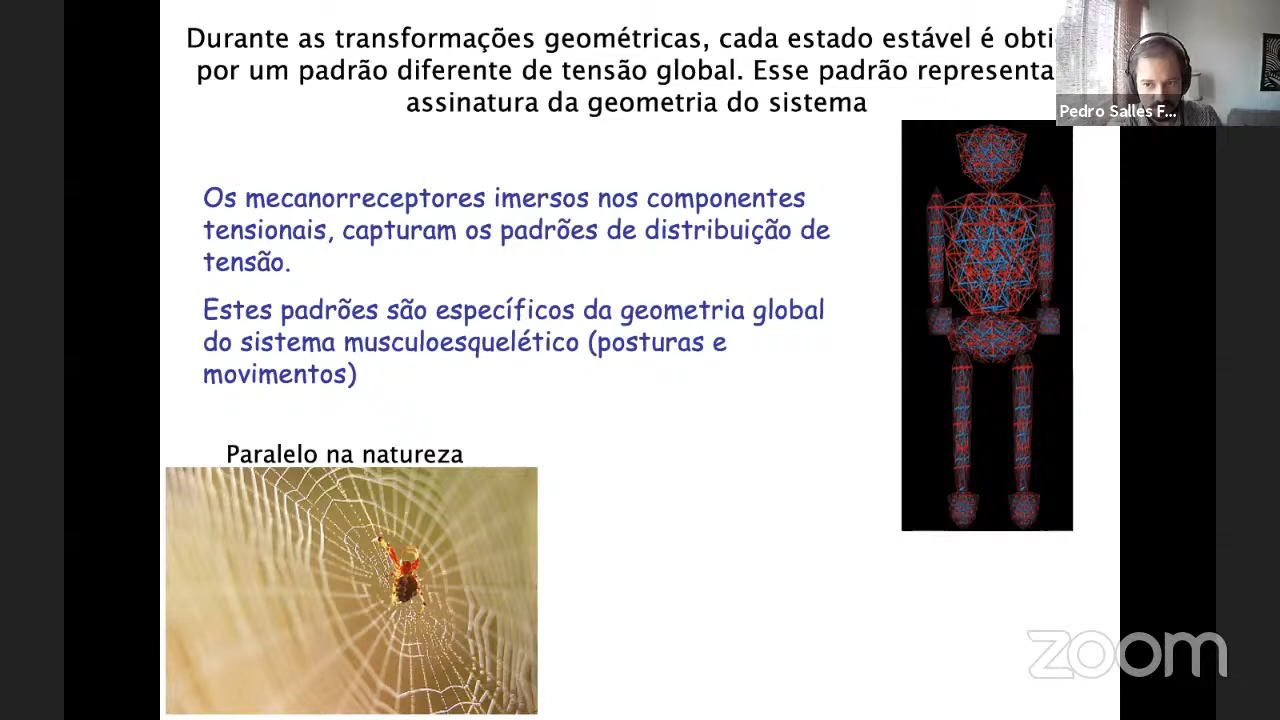 Durante as transformações geométricas, cada estado estável é obti
por um padrão diferente de tensão global. Esse padrão representa
assinatura da geometria do sistema
Pedro Salles F...
Os mecanorreceptores imersos nos componentes
tensionais, capturam os padrões de distribuição de
tensão.
Estes padrões são específicos da geometria global
do sistema musculoesquelético (posturas e
movimentos)
Paralelo na natureza
zoom